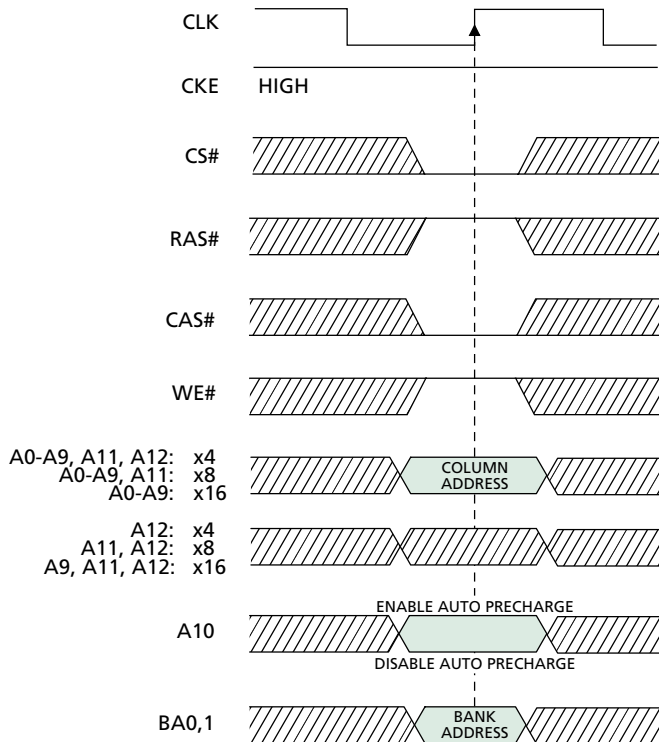 CLK
CKE HIGH
CS#
RAS#
CAS#
WE#
A0-A9, A11, A12: x4
A0-A9, A11: x8
A0-A9: x16
COLUMN
ADDRESS
A12: x4
A11, A12: x8
A9, A11, A12: x16
ENABLE AUTO PRECHARGE
A10
DISABLE AUTO PRECHARGE
BA0,1
BANK
ADDRESS